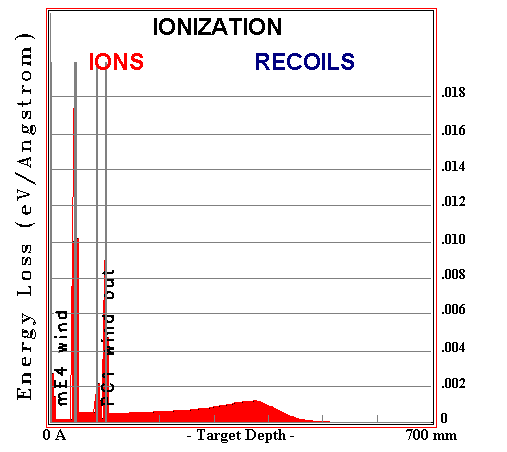 IONIZATION
IONS RECOILS
Energy Loss (eV/Angstrom)
.018
.016
.014
.012
.010
.008
.006
.004
.002
0
mE4 wind
wind out
0 A - Target Depth - 700 mm